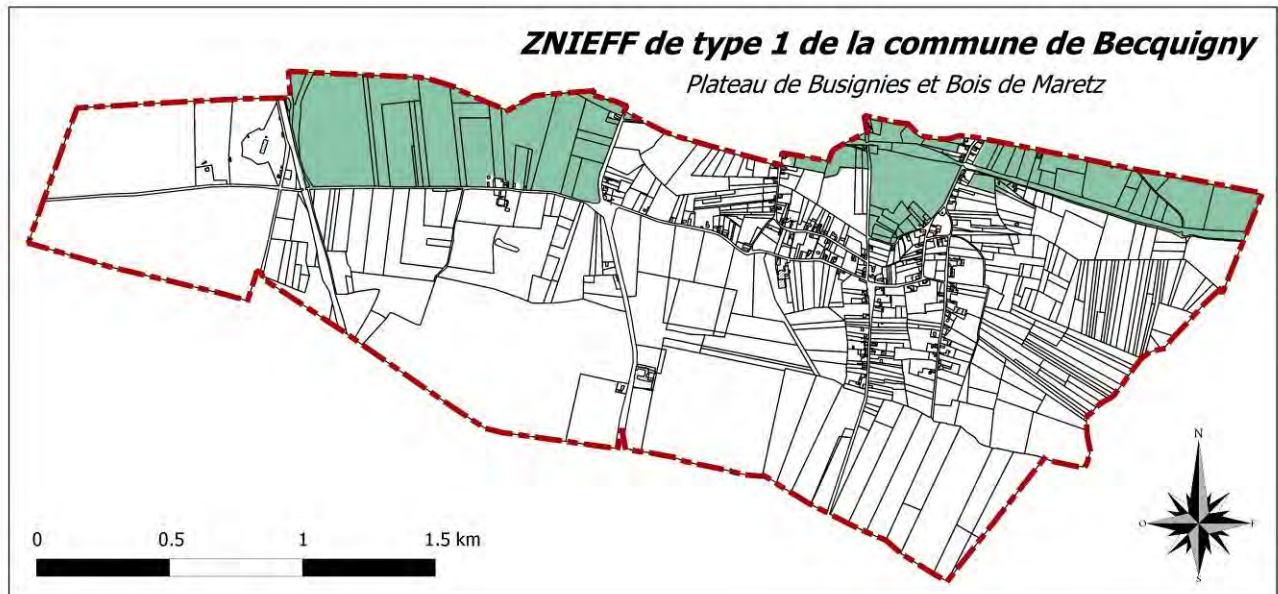 ZNIEFF de type 1 de la commune de Becquigny
Plateau de Busignies et Bois de Maretz
N
O E
S
0 0.5 1 1.5 km